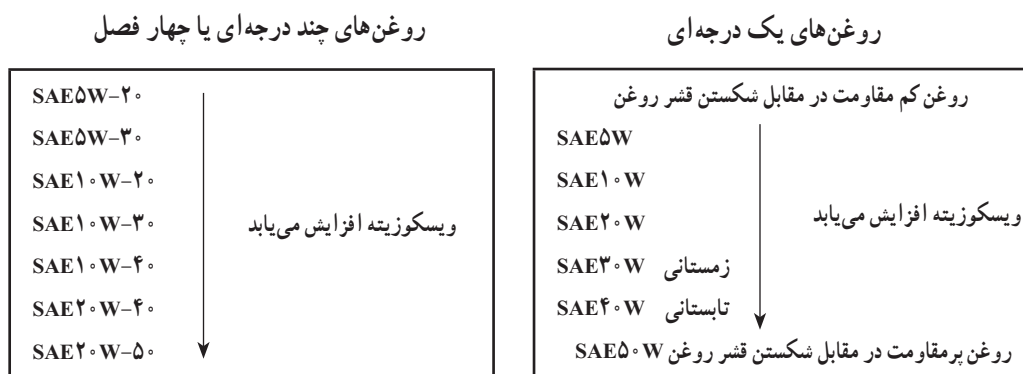 روغن‌های یک درجه‌ای
روغن کم مقاومت در مقابل شکستن قشر روغن
SAE۵W
SAE۱۰W
SAE۲۰W
SAE۳۰W زمستانی
SAE۴۰W تابستانی
ویسکوزیته افزایش می‌یابد
روغن پرمقاومت در مقابل شکستن قشر روغن SAE۵۰W
روغن‌های چند درجه‌ای یا چهار فصل
SAE۵W–۲۰
SAE۵W–۳۰
SAE۱۰W–۲۰
SAE۱۰W–۳۰
SAE۱۰W–۴۰
SAE۲۰W–۴۰
SAE۲۰W–۵۰
ویسکوزیته افزایش می‌یابد